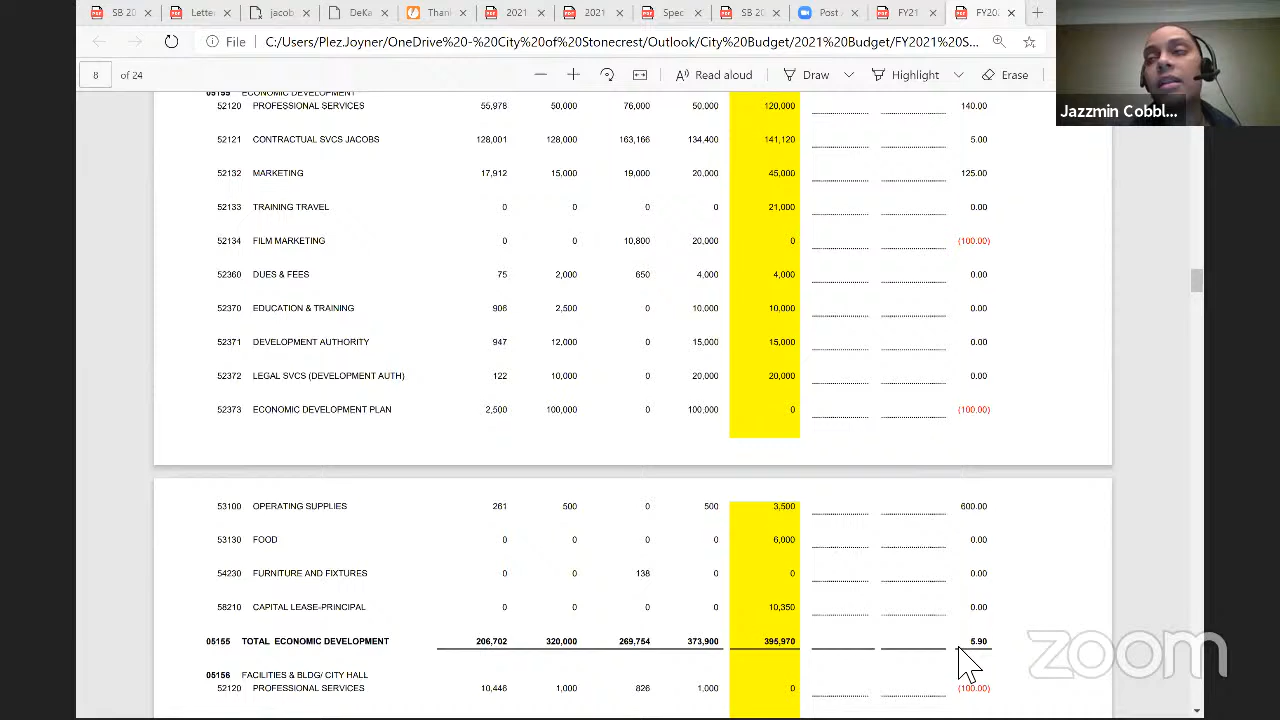 SB 20
Letter
jacob
Thanl
202
2021
Spec
SB 20
Post
FY21
FY20
File C:/Users/PlezJoyner/OneDrive%20-%20City%20of%20Stonecrest/Outlook/City%20Budget/2021%20Budget/FY2021%20S...
8 of 24 Read aloud Draw Highlight Erase
Jazzmin Cobbl...
05155 ECONOMIC DEVELOPMENT
52120 PROFESSIONAL SERVICES 55,978 50,000 76,000 50,000 120,000 140.00
52121 CONTRACTUAL SVCS JACOBS 128,001 128,000 163,166 134,400 141,120 5.00
52132 MARKETING 17,912 15,000 19,000 20,000 45,000 125.00
52133 TRAINING TRAVEL 0 0 0 0 21,000 0.00
52134 FILM MARKETING 0 0 10,800 20,000 0 (100.00)
52360 DUES & FEES 75 2,000 650 4,000 4,000 0.00
52370 EDUCATION & TRAINING 906 2,500 0 10,000 10,000 0.00
52371 DEVELOPMENT AUTHORITY 947 12,000 0 15,000 15,000 0.00
52372 LEGAL SVCS (DEVELOPMENT AUTH) 122 10,000 0 20,000 20,000 0.00
52373 ECONOMIC DEVELOPMENT PLAN 2,500 100,000 0 100,000 0 (100.00)
53100 OPERATING SUPPLIES 261 500 0 500 3,500 600.00
53130 FOOD 0 0 0 0 6,000 0.00
54230 FURNITURE AND FIXTURES 0 0 138 0 0 0.00
58210 CAPITAL LEASE-PRINCIPAL 0 0 0 0 10,350 0.00
05155 TOTAL ECONOMIC DEVELOPMENT 206,702 320,000 269,754 373,900 395,970 5.90
05156 FACILITIES & BLDG/ CITY HALL
52120 PROFESSIONAL SERVICES 10,446 1,000 826 1,000 0 (100.00)
zoom